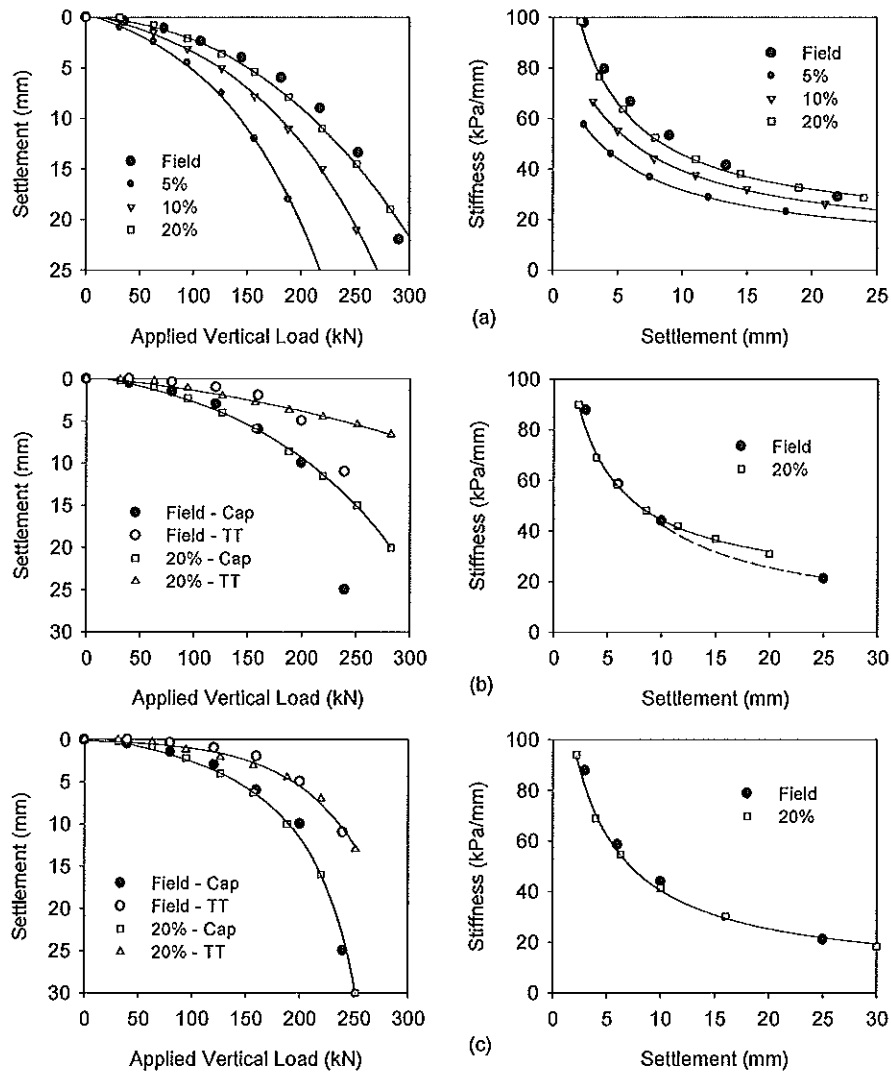 Settlement (mm)
0
5
10
15
20
25
Field
5%
10%
20%
0 50 100 150 200 250 300
Applied Vertical Load (kN)
Stiffness (kPa/mm)
100
80
60
40
20
0
Field
5%
10%
20%
0 5 10 15 20 25
Settlement (mm)
(a)
Settlement (mm)
0
5
10
15
20
25
30
Field - Cap
Field - TT
20% - Cap
20% - TT
0 50 100 150 200 250 300
Applied Vertical Load (kN)
Stiffness (kPa/mm)
100
80
60
40
20
0
Field
20%
0 5 10 15 20 25 30
Settlement (mm)
(b)
Settlement (mm)
0
5
10
15
20
25
30
Field - Cap
Field - TT
20% - Cap
20% - TT
0 50 100 150 200 250 300
Applied Vertical Load (kN)
Stiffness (kPa/mm)
100
80
60
40
20
0
Field
20%
0 5 10 15 20 25 30
Settlement (mm)
(c)